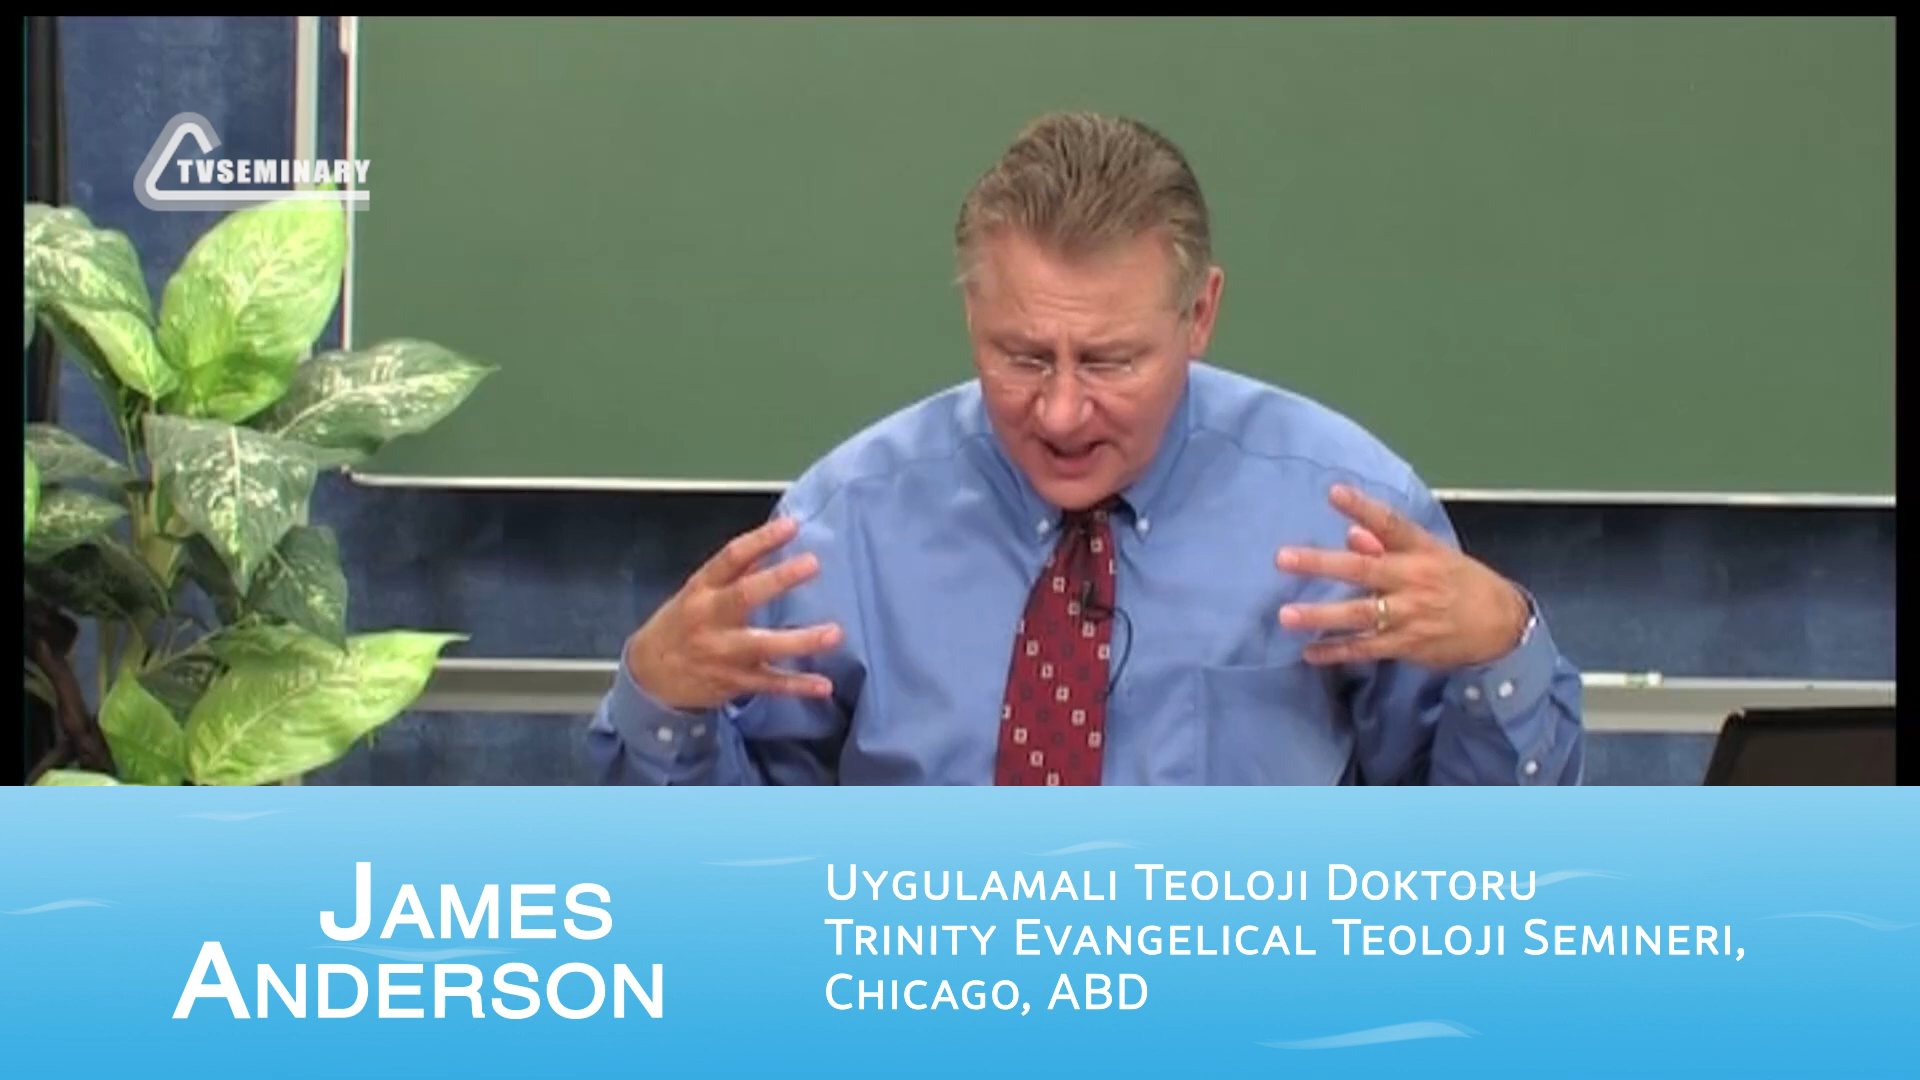 TVSEMINARY
JAMES
ANDERSON
UYGULAMALI TEOLOJI DOKTORU
TRINITY EVANGELICAL TEOLOJI SEMINERI,
CHICAGO, ABD